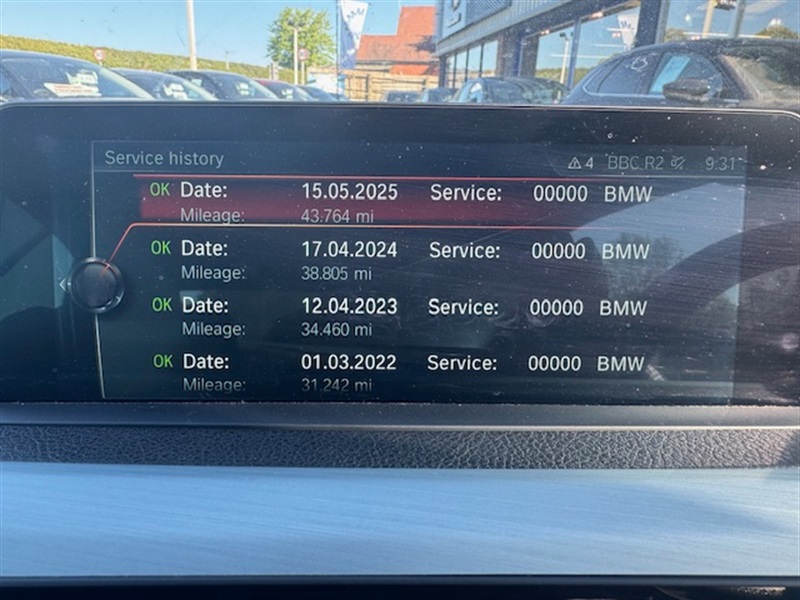 Service history 4 BBC R2 9:31
OK Date: 15.05.2025 Service: 00000 BMW
Mileage: 43.764 mi
OK Date: 17.04.2024 Service: 00000 BMW
Mileage: 38.805 mi
OK Date: 12.04.2023 Service: 00000 BMW
Mileage: 34.460 mi
OK Date: 01.03.2022 Service: 00000 BMW
Mileage: 31.242 mi